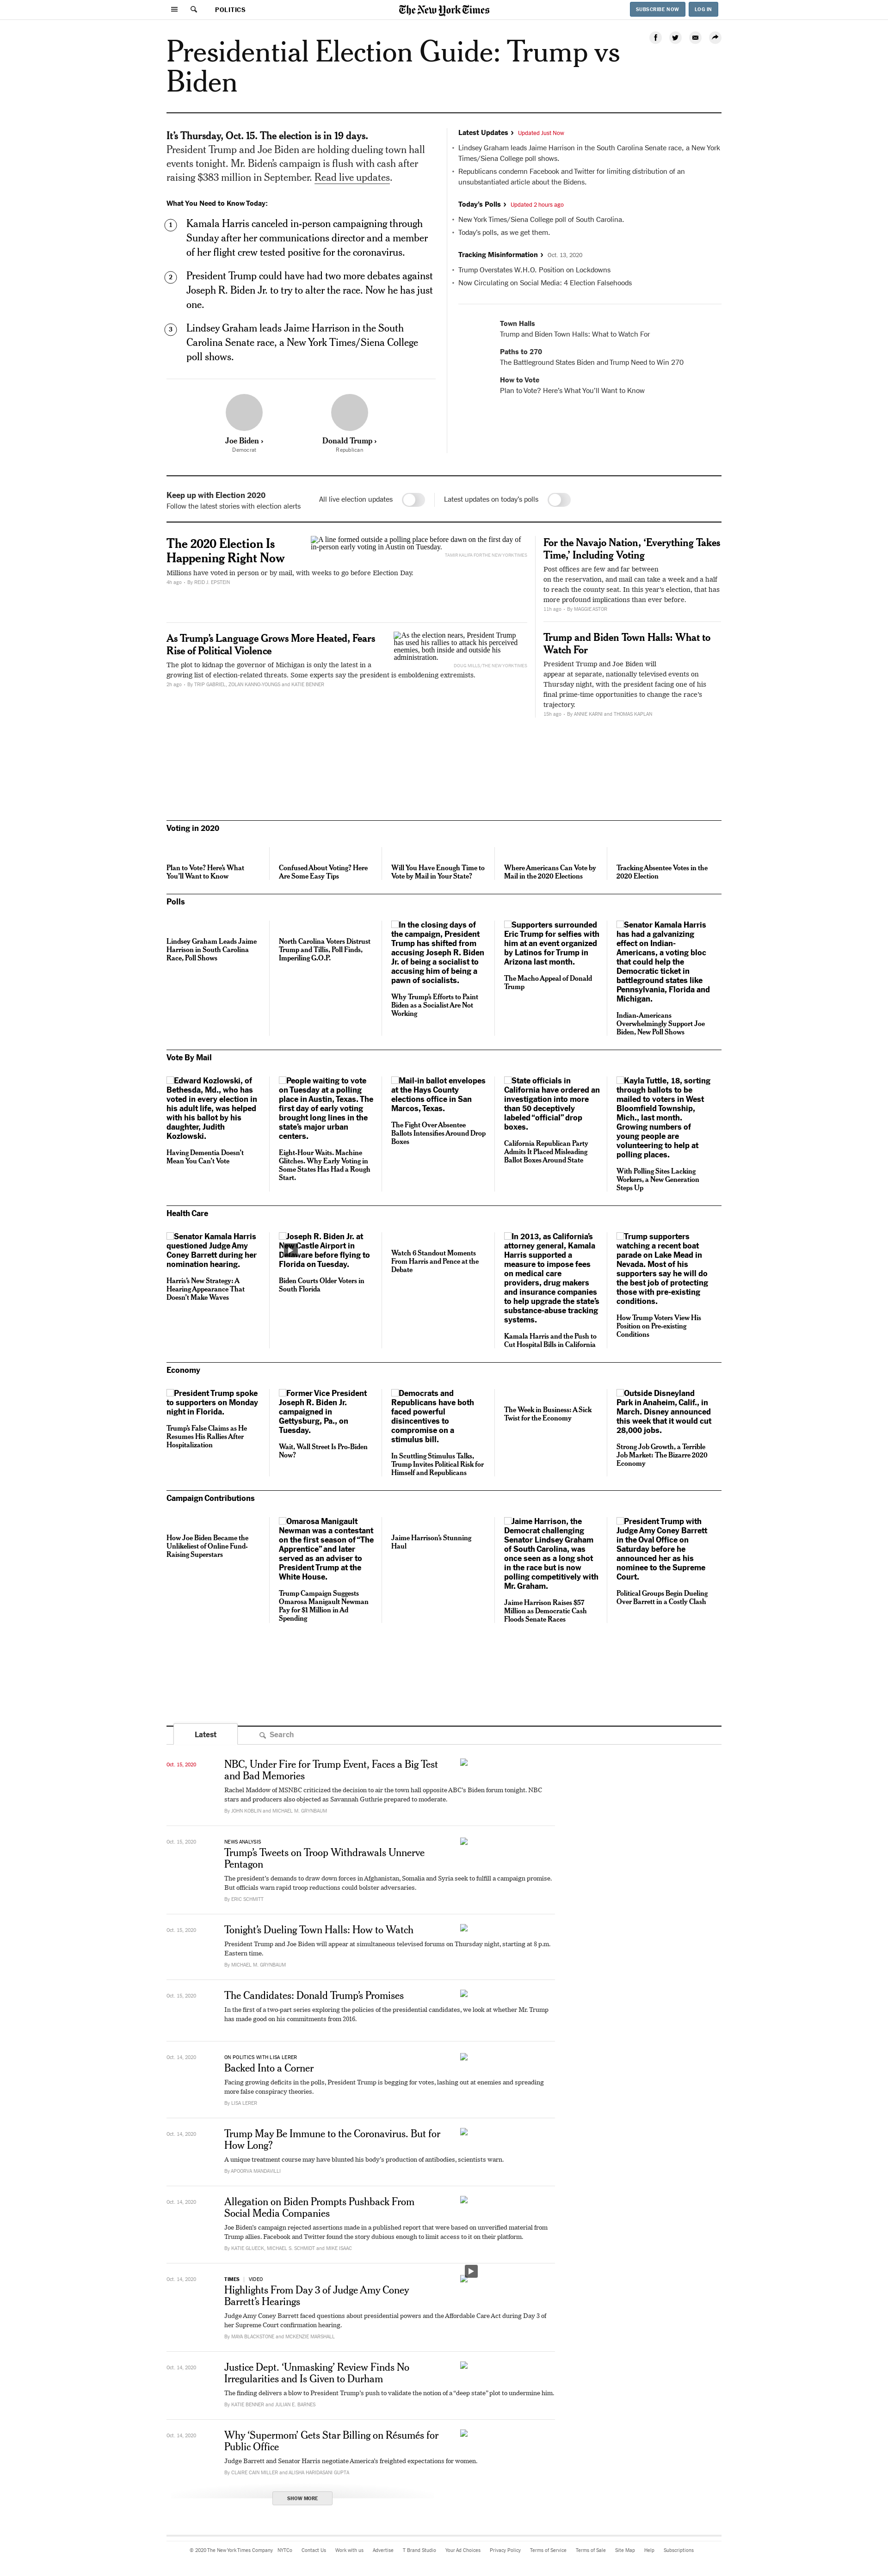 POLITICS
The New York Times
SUBSCRIBE NOW
LOG IN
Presidential Election Guide: Trump vs
Biden
It's Thursday, Oct. 15. The election is in 19 days.
President Trump and Joe Biden are holding dueling town hall
events tonight. Mr. Biden's campaign is flush with cash after
raising $383 million in September. Read live updates.
What You Need to Know Today:
1
Kamala Harris canceled in-person campaigning through
Sunday after her communications director and a member
of her flight crew tested positive for the coronavirus.
2
President Trump could have had two more debates against
Joseph R. Biden Jr. to try to alter the race. Now he has just
one.
3
Lindsey Graham leads Jaime Harrison in the South
Carolina Senate race, a New York Times/Siena College
poll shows.
Joe Biden ›
Democrat
Donald Trump ›
Republican
Latest Updates › Updated Just Now
• Lindsey Graham leads Jaime Harrison in the South Carolina Senate race, a New York
Times/Siena College poll shows.
• Republicans condemn Facebook and Twitter for limiting distribution of an
unsubstantiated article about the Bidens.
Today's Polls › Updated 2 hours ago
• New York Times/Siena College poll of South Carolina.
• Today's polls, as we get them.
Tracking Misinformation › Oct. 13, 2020
• Trump Overstates W.H.O. Position on Lockdowns
• Now Circulating on Social Media: 4 Election Falsehoods
Town Halls
Trump and Biden Town Halls: What to Watch For
Paths to 270
The Battleground States Biden and Trump Need to Win 270
How to Vote
Plan to Vote? Here's What You'll Want to Know
Keep up with Election 2020
Follow the latest stories with election alerts
All live election updates
Latest updates on today's polls
The 2020 Election Is
Happening Right Now
Millions have voted in person or by mail, with weeks to go before Election Day.
4h ago • By REID J. EPSTEIN
A line formed outside a polling place before dawn on the first day of
in-person early voting in Austin on Tuesday.
TAMIR KALIFA FOR THE NEW YORK TIMES
As Trump's Language Grows More Heated, Fears
Rise of Political Violence
The plot to kidnap the governor of Michigan is only the latest in a
growing list of election-related threats. Some experts say the president is emboldening extremists.
2h ago • By TRIP GABRIEL, ZOLAN KANNO-YOUNGS and KATIE BENNER
As the election nears, President Trump
has used his rallies to attack his perceived
enemies, both inside and outside his
administration.
DOUG MILLS/THE NEW YORK TIMES
For the Navajo Nation, 'Everything Takes
Time,' Including Voting
Post offices are few and far between
on the reservation, and mail can take a week and a half
to reach the county seat. In this year's election, that has
more profound implications than ever before.
11h ago • By MAGGIE ASTOR
Trump and Biden Town Halls: What to
Watch For
President Trump and Joe Biden will
appear at separate, nationally televised events on
Thursday night, with the president facing one of his
final prime-time opportunities to change the race's
trajectory.
15h ago • By ANNIE KARNI and THOMAS KAPLAN
Voting in 2020
Plan to Vote? Here's What
You'll Want to Know
Confused About Voting? Here
Are Some Easy Tips
Will You Have Enough Time to
Vote by Mail in Your State?
Where Americans Can Vote by
Mail in the 2020 Elections
Tracking Absentee Votes in the
2020 Election
Polls
Lindsey Graham Leads Jaime
Harrison in South Carolina
Race, Poll Shows
North Carolina Voters Distrust
Trump and Tillis, Poll Finds,
Imperiling G.O.P.
In the closing days of
the campaign, President
Trump has shifted from
accusing Joseph R. Biden
Jr. of being a socialist to
accusing him of being a
pawn of socialists.
Why Trump's Efforts to Paint
Biden as a Socialist Are Not
Working
Supporters surrounded
Eric Trump for selfies with
him at an event organized
by Latinos for Trump in
Arizona last month.
The Macho Appeal of Donald
Trump
Senator Kamala Harris
has had a galvanizing
effect on Indian-
Americans, a voting bloc
that could help the
Democratic ticket in
battleground states like
Pennsylvania, Florida and
Michigan.
Indian-Americans
Overwhelmingly Support Joe
Biden, New Poll Shows
Vote By Mail
Edward Kozlowski, of
Bethesda, Md., who has
voted in every election in
his adult life, was helped
with his ballot by his
daughter, Judith
Kozlowski.
Having Dementia Doesn't
Mean You Can't Vote
People waiting to vote
on Tuesday at a polling
place in Austin, Texas. The
first day of early voting
brought long lines in the
state's major urban
centers.
Eight-Hour Waits. Machine
Glitches. Why Early Voting in
Some States Has Had a Rough
Start.
Mail-in ballot envelopes
at the Hays County
elections office in San
Marcos, Texas.
The Fight Over Absentee
Ballots Intensifies Around Drop
Boxes
State officials in
California have ordered an
investigation into more
than 50 deceptively
labeled “official” drop
boxes.
California Republican Party
Admits It Placed Misleading
Ballot Boxes Around State
Kayla Tuttle, 18, sorting
through ballots to be
mailed to voters in West
Bloomfield Township,
Mich., last month.
Growing numbers of
young people are
volunteering to help at
polling places.
With Polling Sites Lacking
Workers, a New Generation
Steps Up
Health Care
Senator Kamala Harris
questioned Judge Amy
Coney Barrett during her
nomination hearing.
Harris's New Strategy: A
Hearing Appearance That
Doesn't Make Waves
Joseph R. Biden Jr. at
New Castle Airport in
Delaware before flying to
Florida on Tuesday.
Biden Courts Older Voters in
South Florida
Watch 6 Standout Moments
From Harris and Pence at the
Debate
In 2013, as California's
attorney general, Kamala
Harris supported a
measure to impose fees
on medical care
providers, drug makers
and insurance companies
to help upgrade the state's
substance-abuse tracking
systems.
Kamala Harris and the Push to
Cut Hospital Bills in California
Trump supporters
watching a recent boat
parade on Lake Mead in
Nevada. Most of his
supporters say he will do
the best job of protecting
those with pre-existing
conditions.
How Trump Voters View His
Position on Pre-existing
Conditions
Economy
President Trump spoke
to supporters on Monday
night in Florida.
Trump's False Claims as He
Resumes His Rallies After
Hospitalization
Former Vice President
Joseph R. Biden Jr.
campaigned in
Gettysburg, Pa., on
Tuesday.
Wait, Wall Street Is Pro-Biden
Now?
Democrats and
Republicans have both
faced powerful
disincentives to
compromise on a
stimulus bill.
In Scuttling Stimulus Talks,
Trump Invites Political Risk for
Himself and Republicans
The Week in Business: A Sick
Twist for the Economy
Outside Disneyland
Park in Anaheim, Calif., in
March. Disney announced
this week that it would cut
28,000 jobs.
Strong Job Growth, a Terrible
Job Market: The Bizarre 2020
Economy
Campaign Contributions
How Joe Biden Became the
Unlikeliest of Online Fund-
Raising Superstars
Omarosa Manigault
Newman was a contestant
on the first season of “The
Apprentice” and later
served as an adviser to
President Trump at the
White House.
Trump Campaign Suggests
Omarosa Manigault Newman
Pay for $1 Million in Ad
Spending
Jaime Harrison's Stunning
Haul
Jaime Harrison, the
Democrat challenging
Senator Lindsey Graham
of South Carolina, was
once seen as a long shot
in the race but is now
polling competitively with
Mr. Graham.
Jaime Harrison Raises $57
Million as Democratic Cash
Floods Senate Races
President Trump with
Judge Amy Coney Barrett
in the Oval Office on
Saturday before he
announced her as his
nominee to the Supreme
Court.
Political Groups Begin Dueling
Over Barrett in a Costly Clash
Latest
Search
Oct. 15, 2020
NBC, Under Fire for Trump Event, Faces a Big Test
and Bad Memories
Rachel Maddow of MSNBC criticized the decision to air the town hall opposite ABC's Biden forum tonight. NBC
stars and producers also objected as Savannah Guthrie prepared to moderate.
By JOHN KOBLIN and MICHAEL M. GRYNBAUM
Oct. 15, 2020
NEWS ANALYSIS
Trump's Tweets on Troop Withdrawals Unnerve
Pentagon
The president's demands to draw down forces in Afghanistan, Somalia and Syria seek to fulfill a campaign promise.
But officials warn rapid troop reductions could bolster adversaries.
By ERIC SCHMITT
Oct. 15, 2020
Tonight's Dueling Town Halls: How to Watch
President Trump and Joe Biden will appear at simultaneous televised forums on Thursday night, starting at 8 p.m.
Eastern time.
By MICHAEL M. GRYNBAUM
Oct. 15, 2020
The Candidates: Donald Trump's Promises
In the first of a two-part series exploring the policies of the presidential candidates, we look at whether Mr. Trump
has made good on his commitments from 2016.
Oct. 14, 2020
ON POLITICS WITH LISA LERER
Backed Into a Corner
Facing growing deficits in the polls, President Trump is begging for votes, lashing out at enemies and spreading
more false conspiracy theories.
By LISA LERER
Oct. 14, 2020
Trump May Be Immune to the Coronavirus. But for
How Long?
A unique treatment course may have blunted his body's production of antibodies, scientists warn.
By APOORVA MANDAVILLI
Oct. 14, 2020
Allegation on Biden Prompts Pushback From
Social Media Companies
Joe Biden's campaign rejected assertions made in a published report that were based on unverified material from
Trump allies. Facebook and Twitter found the story dubious enough to limit access to it on their platform.
By KATIE GLUECK, MICHAEL S. SCHMIDT and MIKE ISAAC
Oct. 14, 2020
TIMES | VIDEO
Highlights From Day 3 of Judge Amy Coney
Barrett's Hearings
Judge Amy Coney Barrett faced questions about presidential powers and the Affordable Care Act during Day 3 of
her Supreme Court confirmation hearing.
By MAYA BLACKSTONE and MCKENZIE MARSHALL
Oct. 14, 2020
Justice Dept. 'Unmasking' Review Finds No
Irregularities and Is Given to Durham
The finding delivers a blow to President Trump's push to validate the notion of a “deep state” plot to undermine him.
By KATIE BENNER and JULIAN E. BARNES
Oct. 14, 2020
Why 'Supermom' Gets Star Billing on Résumés for
Public Office
Judge Barrett and Senator Harris negotiate America's freighted expectations for women.
By CLAIRE CAIN MILLER and ALISHA HARIDASANI GUPTA
SHOW MORE
© 2020 The New York Times Company NYTCo Contact Us Work with us Advertise T Brand Studio Your Ad Choices Privacy Policy Terms of Service Terms of Sale Site Map Help Subscriptions